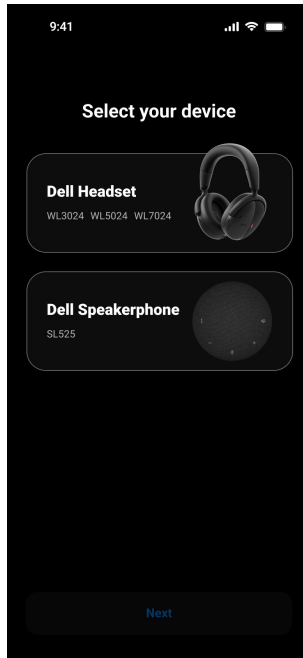 9:41
Select your device
Dell Headset
WL3024 WL5024 WL7024
Dell Speakerphone
SL525
Next